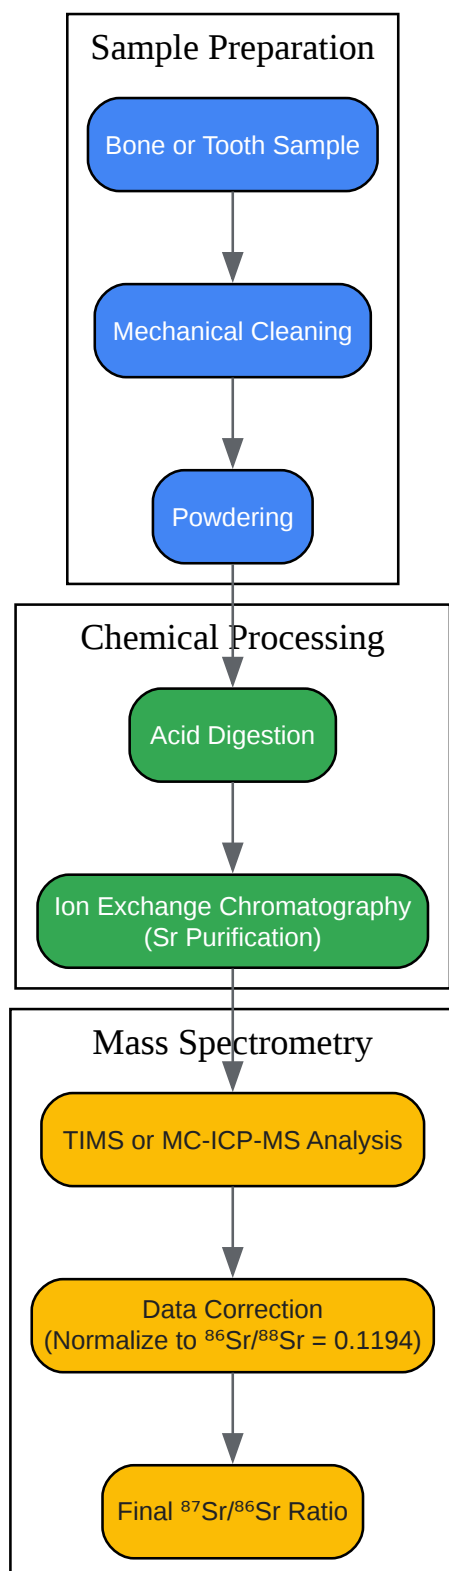 Sample Preparation
Bone or Tooth Sample
Mechanical Cleaning
Powdering
Chemical Processing
Acid Digestion
Ion Exchange Chromatography
(Sr Purification)
Mass Spectrometry
TIMS or MC-ICP-MS Analysis
Data Correction
(Normalize to ⁸⁶Sr/⁸⁸Sr = 0.1194)
Final ⁸⁷Sr/⁸⁶Sr Ratio